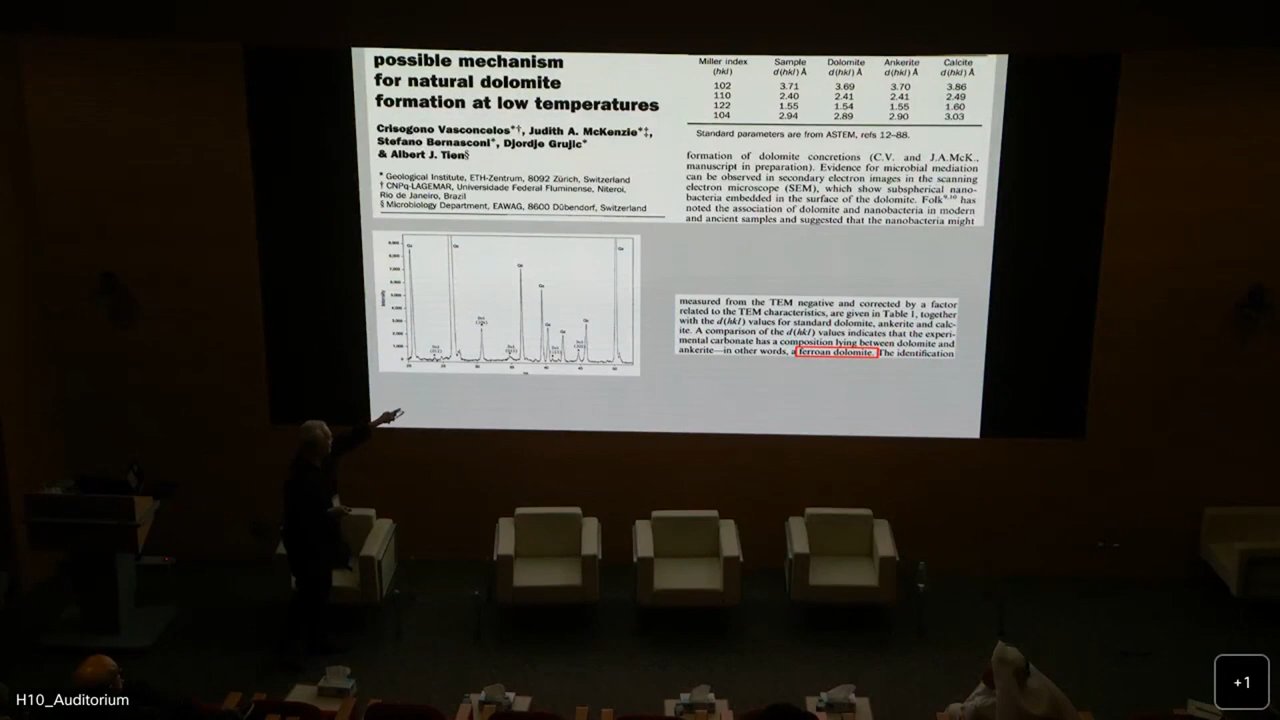 possible mechanism
for natural dolomite
formation at low temperatures
Crisogono Vasconcelos*†, Judith A. McKenzie*‡,
Stefano Bernasconi*, Djordje Grujic*
& Albert J. Tien§
* Geological Institute, ETH-Zentrum, 8092 Zürich, Switzerland
† CNPq-LAGEMAR, Universidade Federal Fluminense, Niteroi,
Rio de Janeiro, Brazil
§ Microbiology Department, EAWAG, 8600 Dübendorf, Switzerland
Miller index Sample Dolomite Ankerite Calcite
(hkl) d(hkl) Å d(hkl) Å d(hkl) Å d(hkl) Å
102 3.71 3.69 3.70 3.86
110 2.40 2.41 2.41 2.49
122 1.55 1.54 1.55 1.60
104 2.94 2.89 2.90 3.03
Standard parameters are from ASTEM, refs 12–88.
formation of dolomite concretions (C.V. and J.A.McK.,
manuscript in preparation). Evidence for microbial mediation
can be observed in secondary electron images in the scanning
electron microscope (SEM), which show subspherical nano-
bacteria embedded in the surface of the dolomite. Folk⁹·¹⁰ has
noted the association of dolomite and nanobacteria in modern
and ancient samples and suggested that the nanobacteria might
Intensity
measured from the TEM negative and corrected by a factor
related to the TEM characteristics, are given in Table 1, together
with the d(hkl) values for standard dolomite, ankerite and calc-
ite. A comparison of the d(hkl) values indicates that the experi-
mental carbonate has a composition lying between dolomite and
ankerite—in other words, a ferroan dolomite. The identification
H10_Auditorium
+1